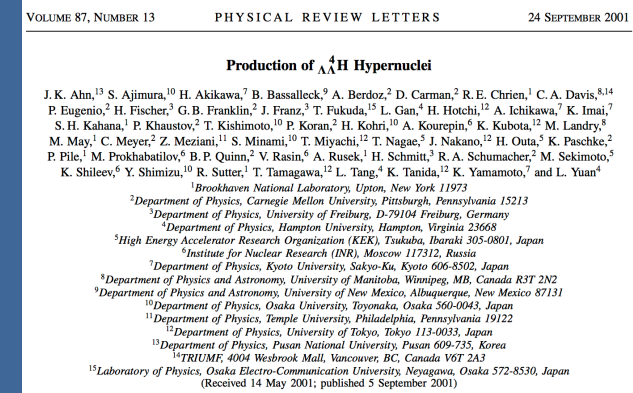 VOLUME 87, NUMBER 13 PHYSICAL REVIEW LETTERS 24 SEPTEMBER 2001
Production of ΛΛ⁴H Hypernuclei
J. K. Ahn,¹³ S. Ajimura,¹⁰ H. Akikawa,⁷ B. Bassalleck,⁹ A. Berdoz,² D. Carman,² R. E. Chrien,¹ C. A. Davis,⁸,¹⁴
P. Eugenio,² H. Fischer,³ G. B. Franklin,² J. Franz,³ T. Fukuda,¹⁵ L. Gan,⁴ H. Hotchi,¹² A. Ichikawa,⁷ K. Imai,⁷
S. H. Kahana,¹ P. Khaustov,² T. Kishimoto,¹⁰ P. Koran,² H. Kohri,¹⁰ A. Kourepin,⁶ K. Kubota,¹² M. Landry,⁸
M. May,¹ C. Meyer,² Z. Meziani,¹¹ S. Minami,¹⁰ T. Miyachi,¹² T. Nagae,⁵ J. Nakano,¹² H. Outa,⁵ K. Paschke,²
P. Pile,¹ M. Prokhabatilov,⁶ B. P. Quinn,² V. Rasin,⁶ A. Rusek,¹ H. Schmitt,³ R. A. Schumacher,² M. Sekimoto,⁵
K. Shileev,⁶ Y. Shimizu,¹⁰ R. Sutter,¹ T. Tamagawa,¹² L. Tang,⁴ K. Tanida,¹² K. Yamamoto,⁷ and L. Yuan⁴
¹Brookhaven National Laboratory, Upton, New York 11973
²Department of Physics, Carnegie Mellon University, Pittsburgh, Pennsylvania 15213
³Department of Physics, University of Freiburg, D-79104 Freiburg, Germany
⁴Department of Physics, Hampton University, Hampton, Virginia 23668
⁵High Energy Accelerator Research Organization (KEK), Tsukuba, Ibaraki 305-0801, Japan
⁶Institute for Nuclear Research (INR), Moscow 117312, Russia
⁷Department of Physics, Kyoto University, Sakyo-Ku, Kyoto 606-8502, Japan
⁸Department of Physics and Astronomy, University of Manitoba, Winnipeg, MB, Canada R3T 2N2
⁹Department of Physics and Astronomy, University of New Mexico, Albuquerque, New Mexico 87131
¹⁰Department of Physics, Osaka University, Toyonaka, Osaka 560-0043, Japan
¹¹Department of Physics, Temple University, Philadelphia, Pennsylvania 19122
¹²Department of Physics, University of Tokyo, Tokyo 113-0033, Japan
¹³Department of Physics, Pusan National University, Pusan 609-735, Korea
¹⁴TRIUMF, 4004 Wesbrook Mall, Vancouver, BC, Canada V6T 2A3
¹⁵Laboratory of Physics, Osaka Electro-Communication University, Neyagawa, Osaka 572-8530, Japan
(Received 14 May 2001; published 5 September 2001)